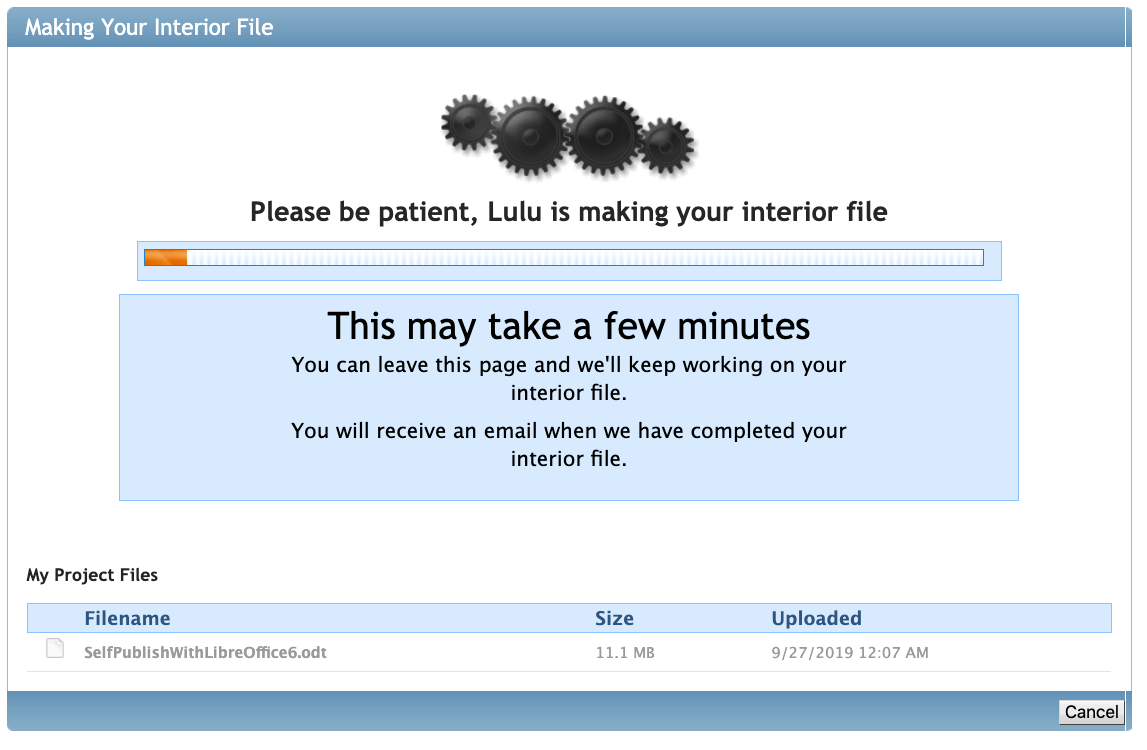 Making Your Interior File
Please be patient, Lulu is making your interior file
This may take a few minutes
You can leave this page and we'll keep working on your
interior file.
You will receive an email when we have completed your
interior file.
My Project Files
Filename Size Uploaded
SelfPublishWithLibreOffice6.odt 11.1 MB 9/27/2019 12:07 AM
Cancel